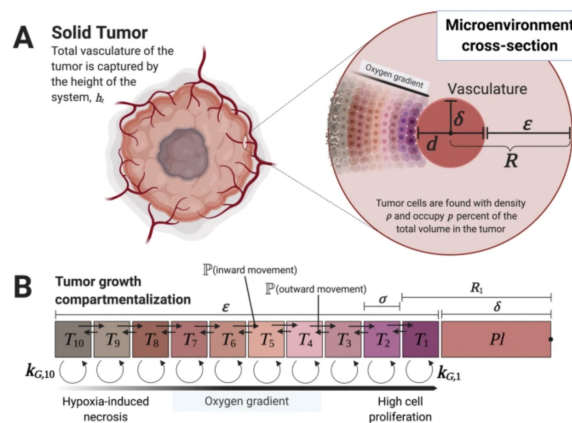 A
Solid Tumor
Total vasculature of the
tumor is captured by
the height of the
system, hₜ
Microenvironment
cross-section
Oxygen gradient
Vasculature
δ
d
ε
R
Tumor cells are found with density
ρ and occupy p percent of the
total volume in the tumor
B
Tumor growth
compartmentalization
ℙ(inward movement)
ℙ(outward movement)
ε
σ
R₁
δ
T₁₀ T₉ T₈ T₇ T₆ T₅ T₄ T₃ T₂ T₁ Pl
k_G,10
k_G,1
Hypoxia-induced
necrosis
Oxygen gradient
High cell
proliferation